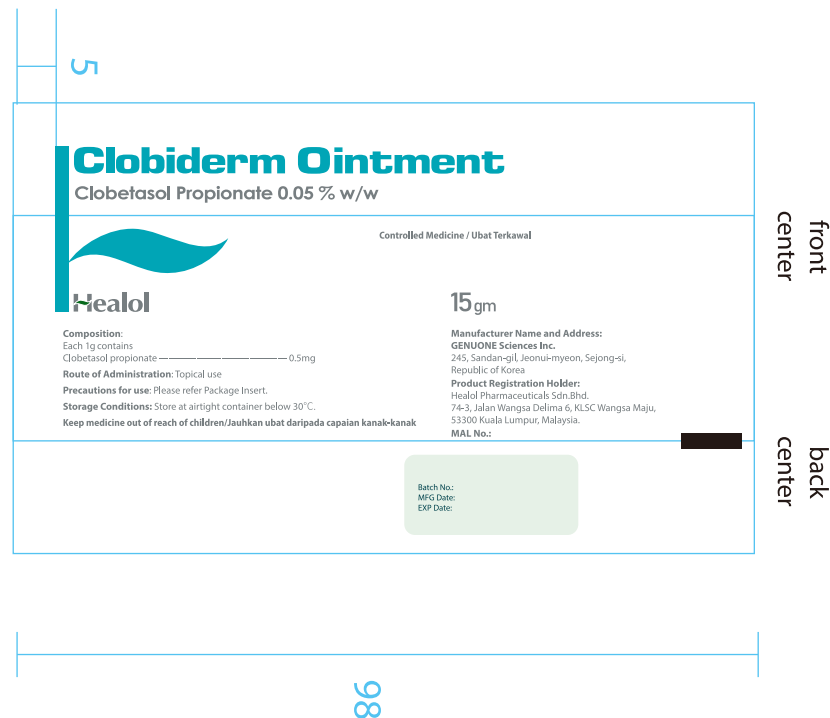 5
Clobiderm Ointment
Clobetasol Propionate 0.05 % w/w
Controlled Medicine / Ubat Terkawal
Healol
15 gm
Composition:
Each 1g contains
Clobetasol propionate — — — — — — — 0.5mg
Route of Administration: Topical use
Precautions for use: Please refer Package Insert.
Storage Conditions: Store at airtight container below 30°C.
Keep medicine out of reach of children/Jauhkan ubat daripada capaian kanak-kanak
Manufacturer Name and Address:
GENUONE Sciences Inc.
245, Sandan-gil, Jeonui-myeon, Sejong-si,
Republic of Korea
Product Registration Holder:
Healol Pharmaceuticals Sdn.Bhd.
74-3, Jalan Wangsa Delima 6, KLSC Wangsa Maju,
53300 Kuala Lumpur, Malaysia.
MAL No.:
Batch No.:
MFG Date:
EXP Date:
front
center
back
center
98